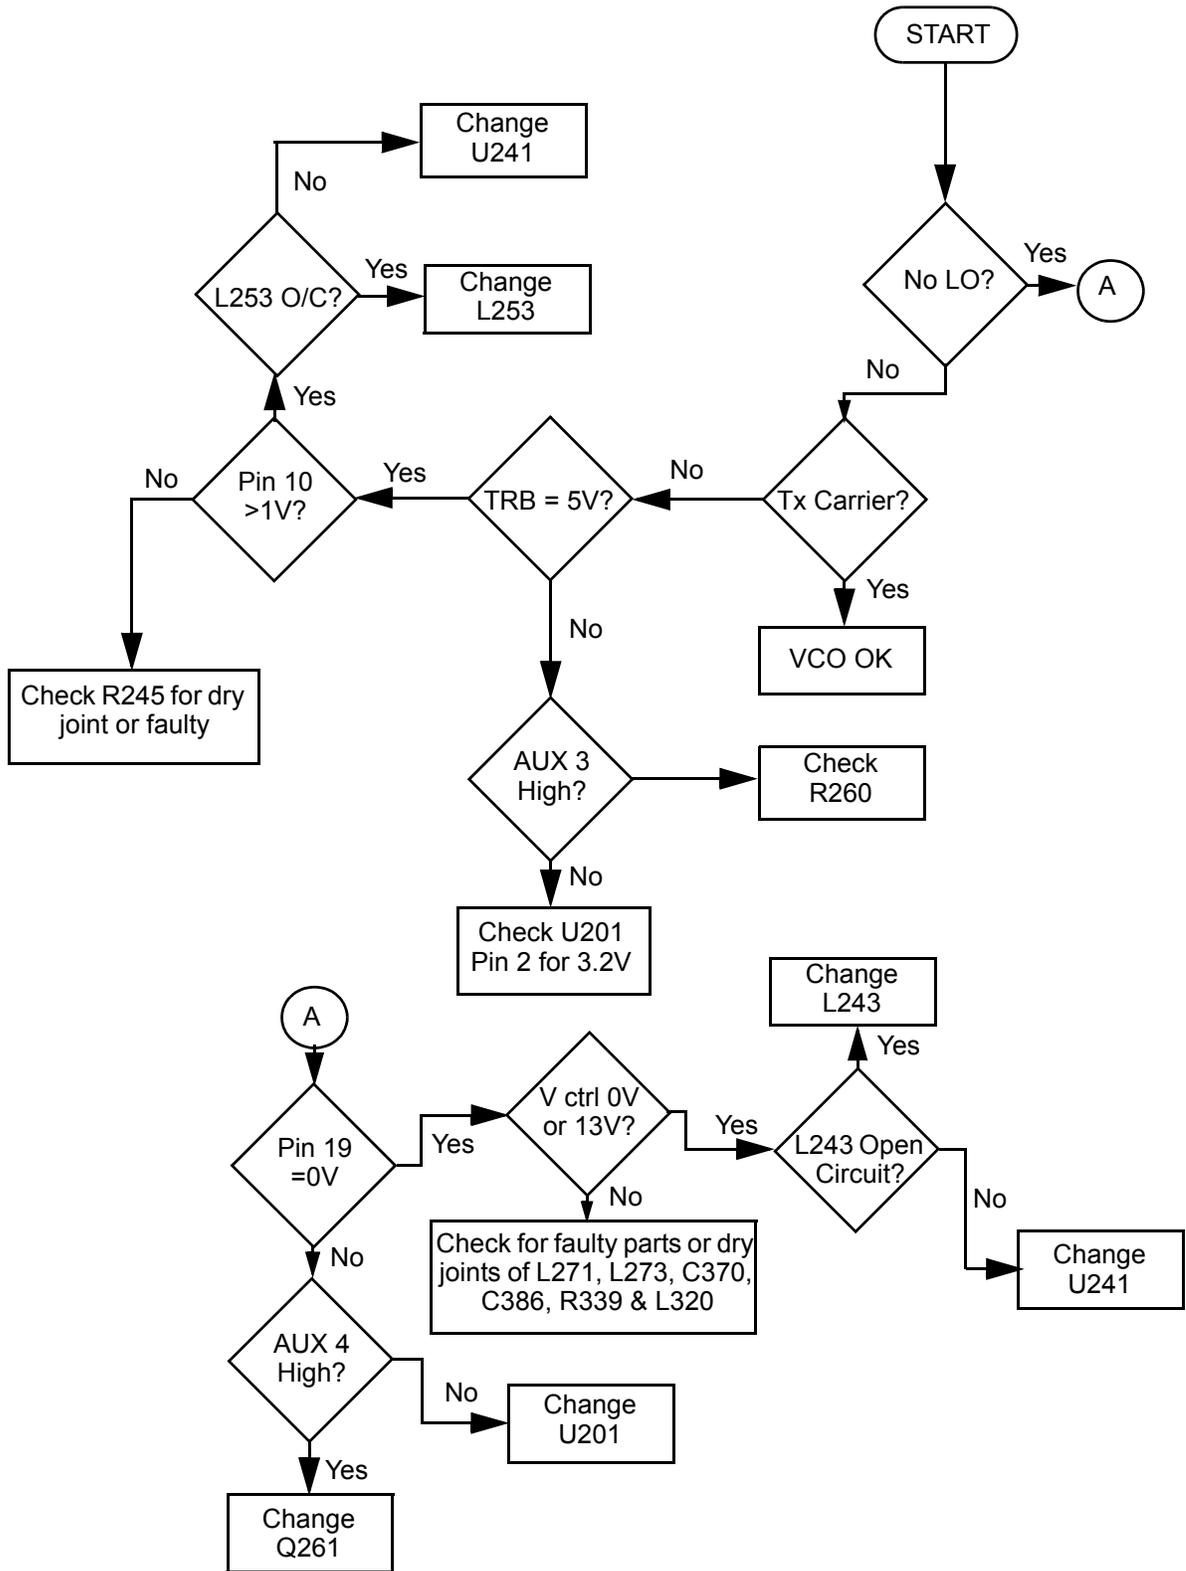 START
Change
U241
No
No LO?
Yes
A
L253 O/C?
Yes
Change
L253
No
Yes
No
Pin 10
>1V?
Yes
TRB = 5V?
No
Tx Carrier?
Yes
No
VCO OK
Check R245 for dry
joint or faulty
AUX 3
High?
Check
R260
No
Check U201
Pin 2 for 3.2V
Change
L243
A
Yes
V ctrl 0V
or 13V?
Yes
Pin 19
=0V
Yes
L243 Open
Circuit?
No
No
Check for faulty parts or dry
joints of L271, L273, C370,
C386, R339 & L320
Change
U241
No
AUX 4
High?
No
Change
U201
Yes
Change
Q261